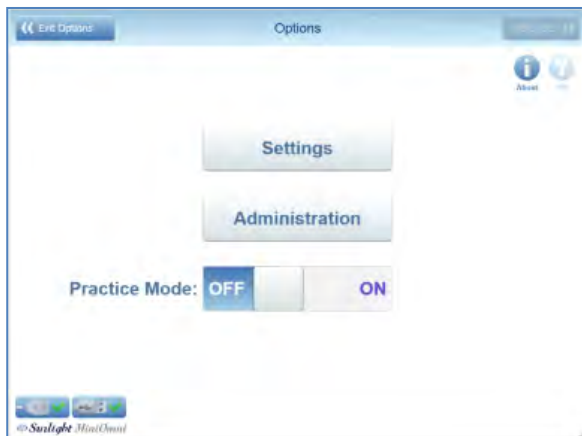 Exit Options
Options
About
Settings
Administration
Practice Mode: OFF ON
Sunlight MiniOmni